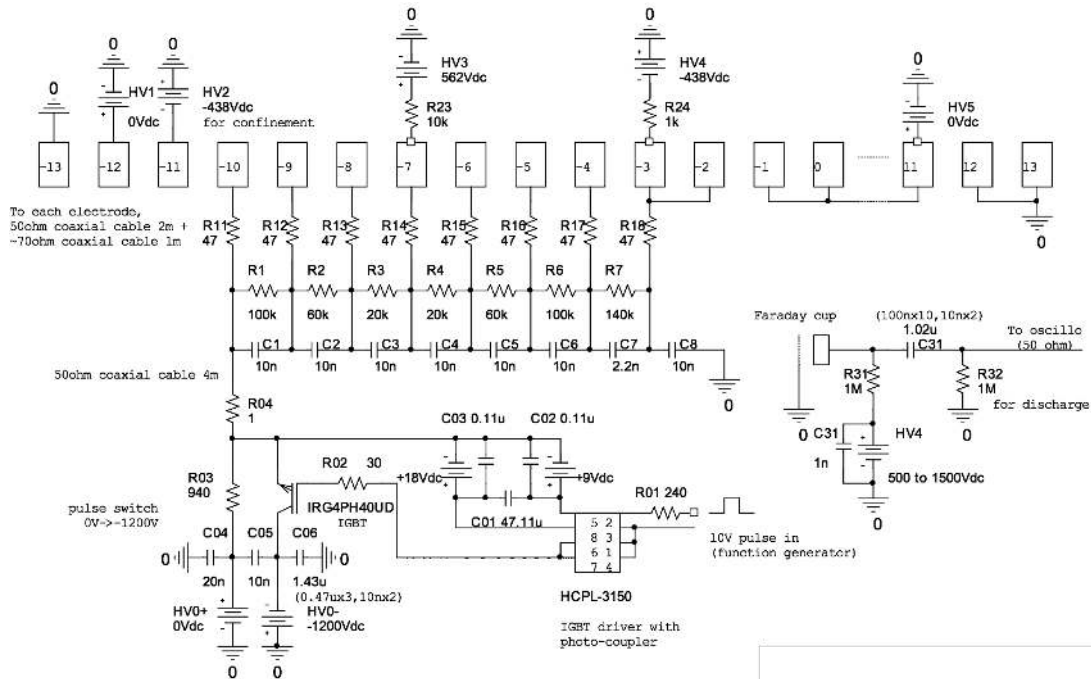 0 0 0 0 0
HV3
562Vdc
HV4
-438Vdc
HV1
0Vdc
HV2
-438Vdc
for confinement
R23
10k
R24
1k
HV5
0Vdc
0
-13 -12 -11 -10 -9 -8 -7 -6 -5 -4 -3 -2 -1 0 11 12 13
To each electrode,
50ohm coaxial cable 2m +
~70ohm coaxial cable 1m
R11 R12 R13 R14 R15 R16 R17 R18
47 47 47 47 47 47 47 47
0
R1 R2 R3 R4 R5 R6 R7
100k 60k 20k 20k 60k 100k 140k
C1 C2 C3 C4 C5 C6 C7 C8
10n 10n 10n 10n 10n 10n 2.2n 10n
0
Faraday cup
(100nx10,10nx2)
1.02u
C31
To oscillo
(50 ohm)
R31
1M
R32
1M
for discharge
0 0
C31
1n
HV4
500 to 1500Vdc
0
50ohm coaxial cable 4m
R04
1
C03 0.11u C02 0.11u
R03
940
R02 30
+18Vdc
+9Vdc
pulse switch
0V->-1200V
IRG4PH40UD
IGBT
C01 47.11u
R01 240
5 2
8 3
6 1
7 4
10V pulse in
(function generator)
C04 C05 C06
0 0
20n 10n 1.43u
(0.47ux3,10nx2)
HCPL-3150
HV0+
0Vdc
HV0-
-1200Vdc
IGBT driver with
photo-coupler
0 0